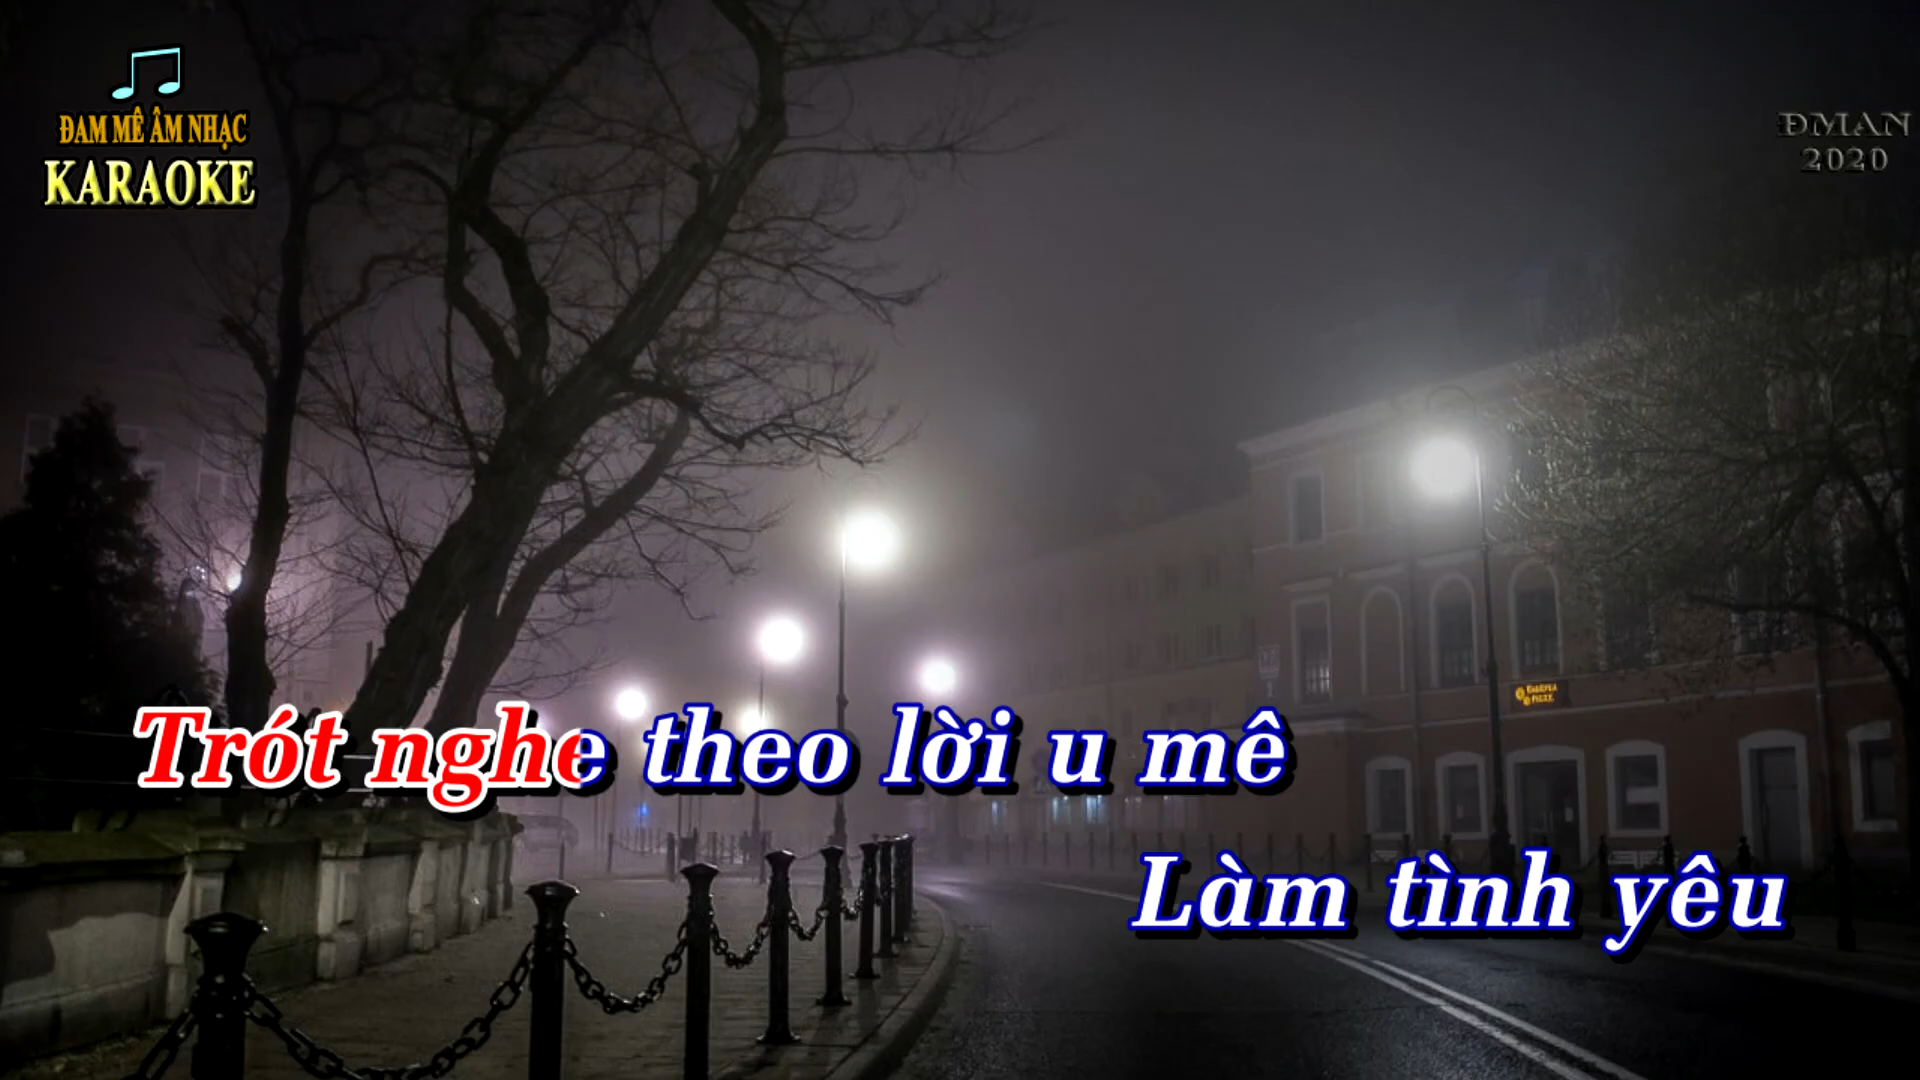 ĐAM MÊ ÂM NHẠC
KARAOKE
ĐMAN
2020
Trót nghe theo lời u mê
Làm tình yêu